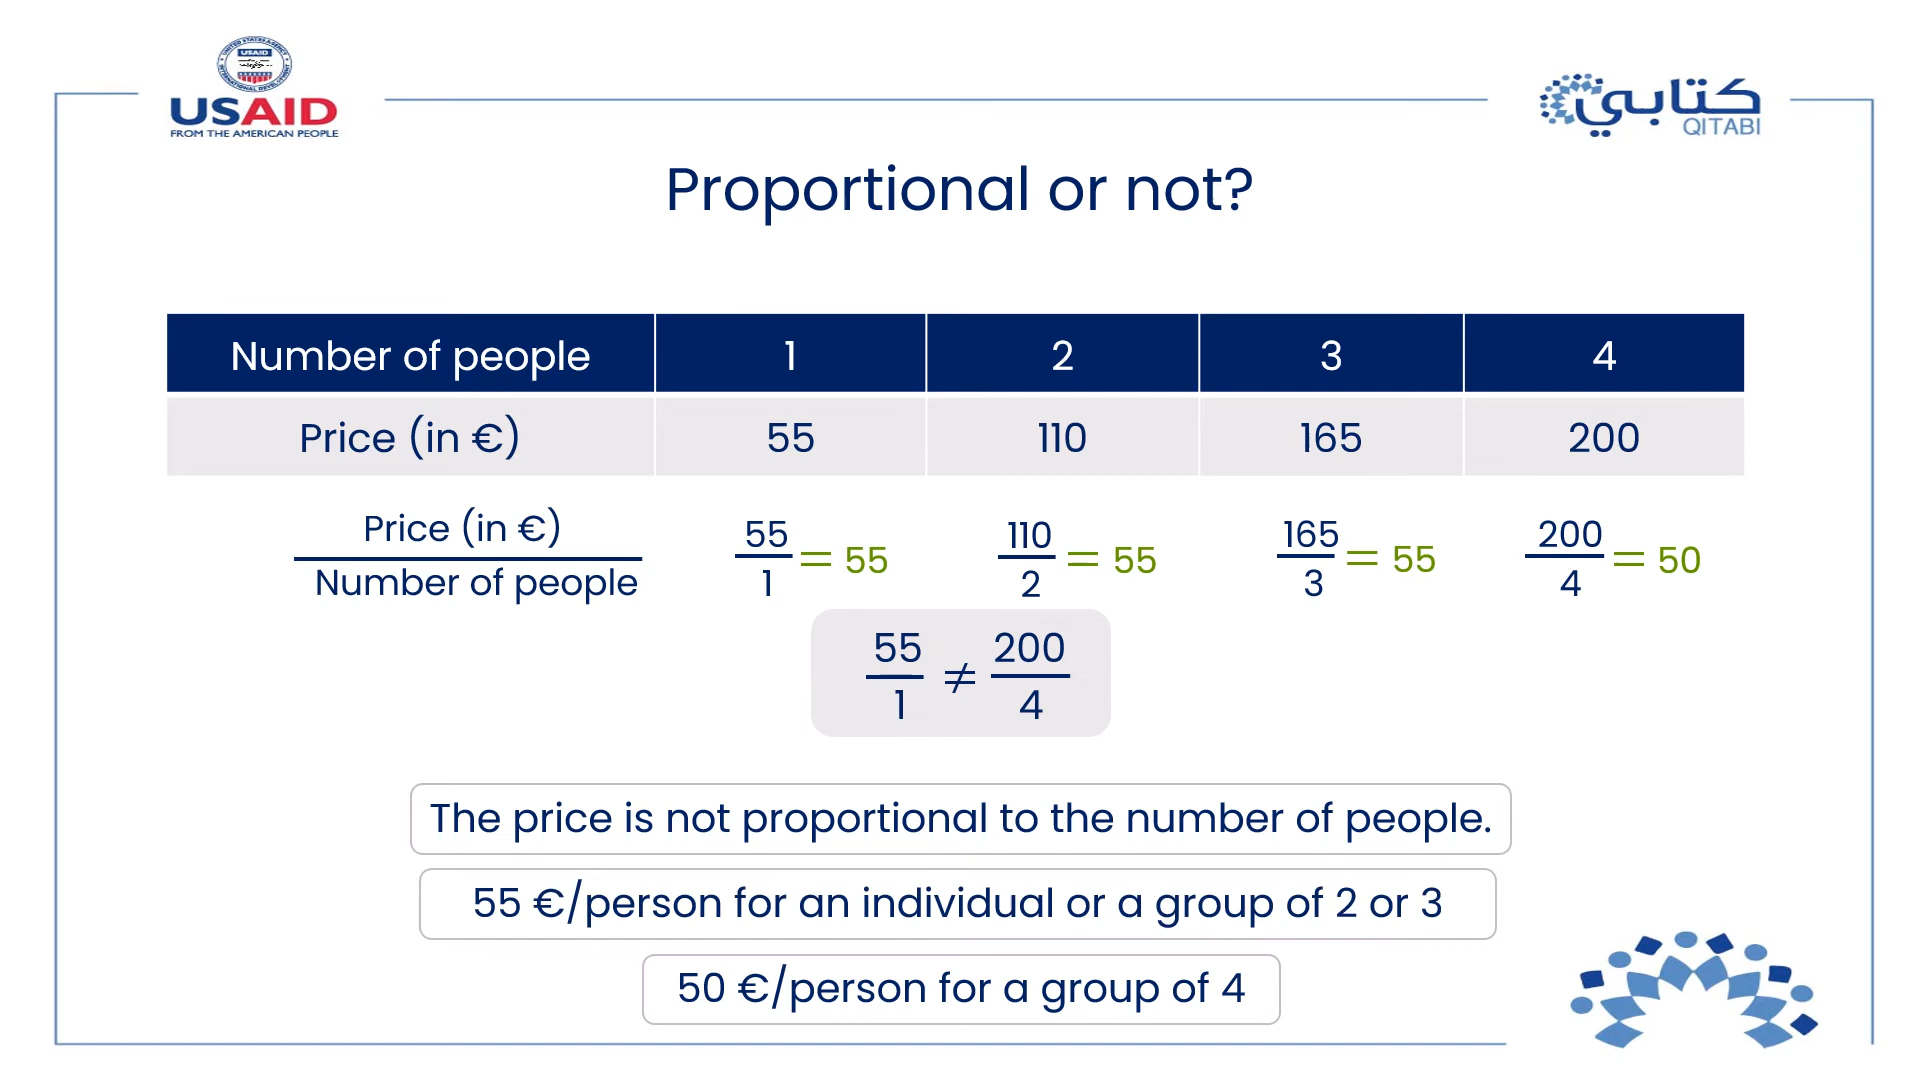 USAID
USAID
FROM THE AMERICAN PEOPLE
كتابي
QITABI
Proportional or not?
Number of people 1 2 3 4
Price (in €) 55 110 165 200
Price (in €) / Number of people 55/1 = 55 110/2 = 55 165/3 = 55 200/4 = 50
55/1 ≠ 200/4
The price is not proportional to the number of people.
55 €/person for an individual or a group of 2 or 3
50 €/person for a group of 4